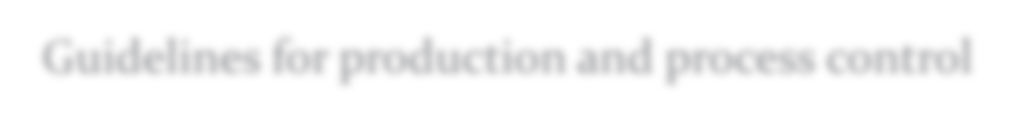 Guidelines for production and process control